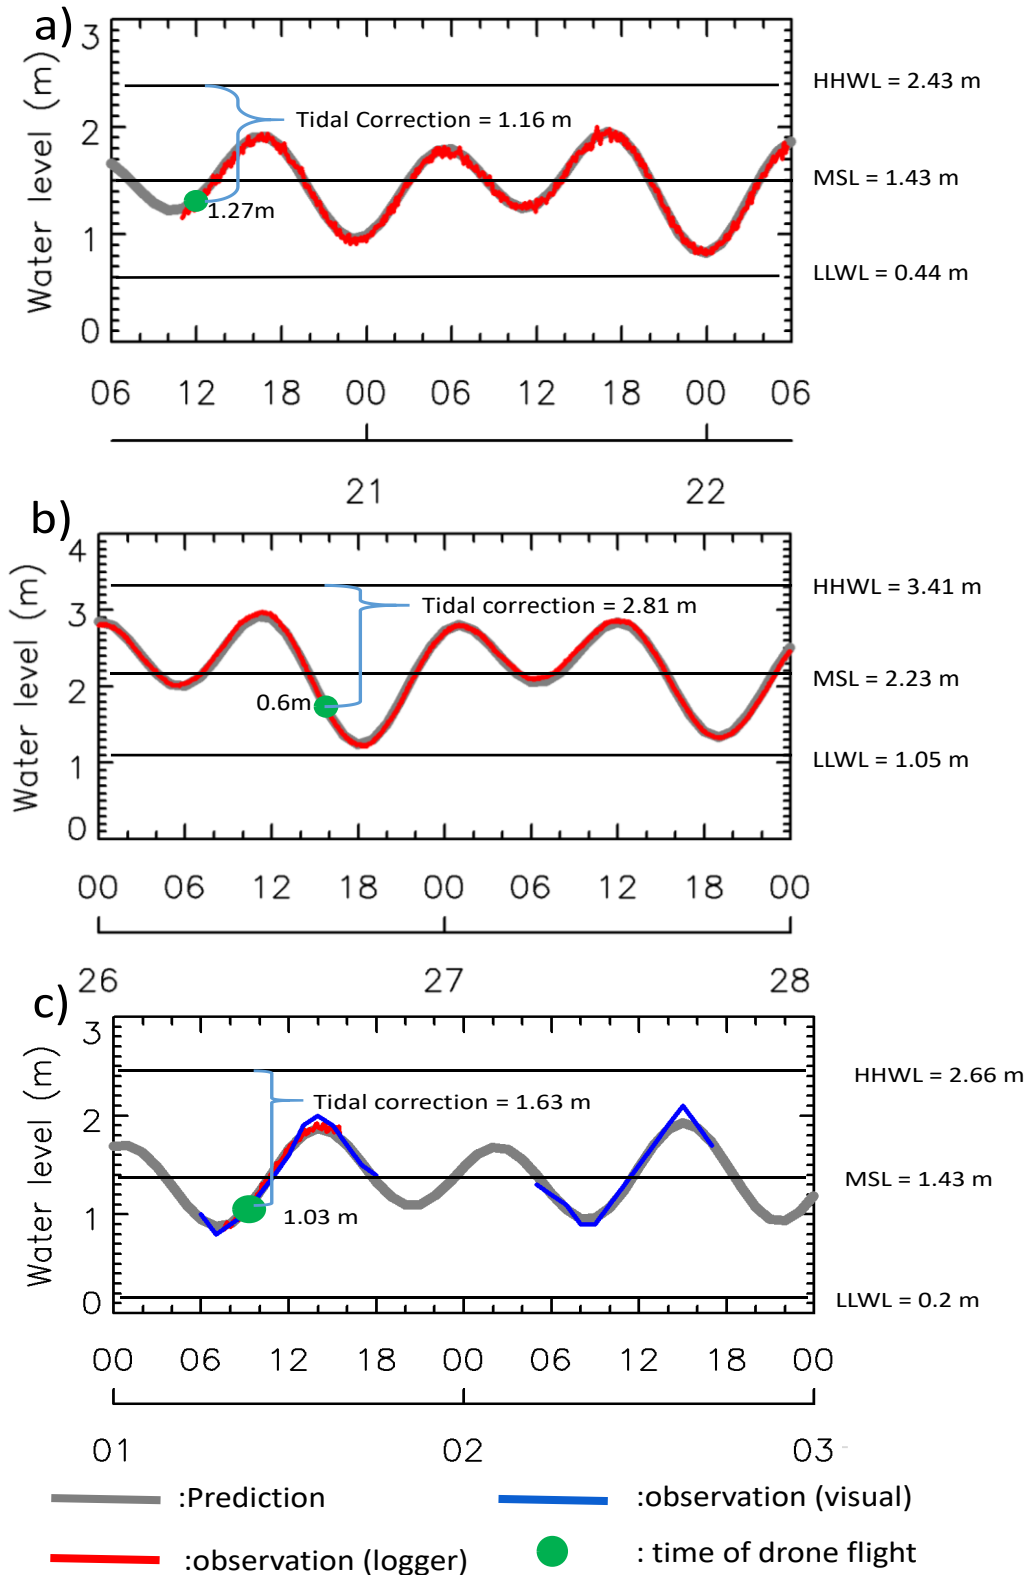 a)
3
HHWL = 2.43 m
Tidal Correction = 1.16 m
2
MSL = 1.43 m
1.27m
1
LLWL = 0.44 m
0
Water level (m)
06 12 18 00 06 12 18 00 06
21 22
b)
4
HHWL = 3.41 m
Tidal correction = 2.81 m
3
MSL = 2.23 m
2
0.6m
LLWL = 1.05 m
1
0
Water level (m)
00 06 12 18 00 06 12 18 00
26 27 28
c)
3
HHWL = 2.66 m
Tidal correction = 1.63 m
2
MSL = 1.43 m
1
1.03 m
LLWL = 0.2 m
0
Water level (m)
00 06 12 18 00 06 12 18 00
01 02 03
:Prediction
:observation (visual)
:observation (logger)
: time of drone flight